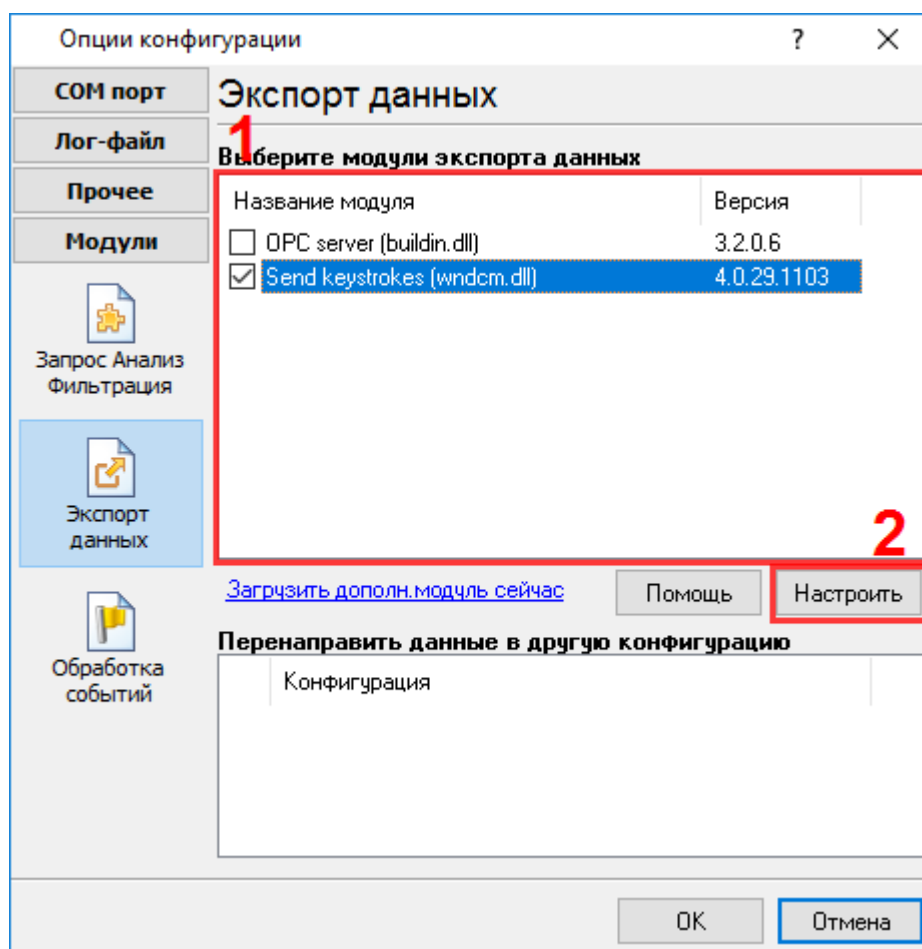 Опции конфигурации
?
COM порт
Лог-файл
Прочее
Модули
Запрос Анализ
Фильтрация
Экспорт
данных
Обработка
событий
Экспорт данных
1
Выберите модули экспорта данных
Название модуля Версия
OPC server (buildin.dll) 3.2.0.6
Send keystrokes (wndcm.dll) 4.0.29.1103
2
Загрузить дополн.модуль сейчас
Помощь
Настроить
Перенаправить данные в другую конфигурацию
Конфигурация
OK
Отмена